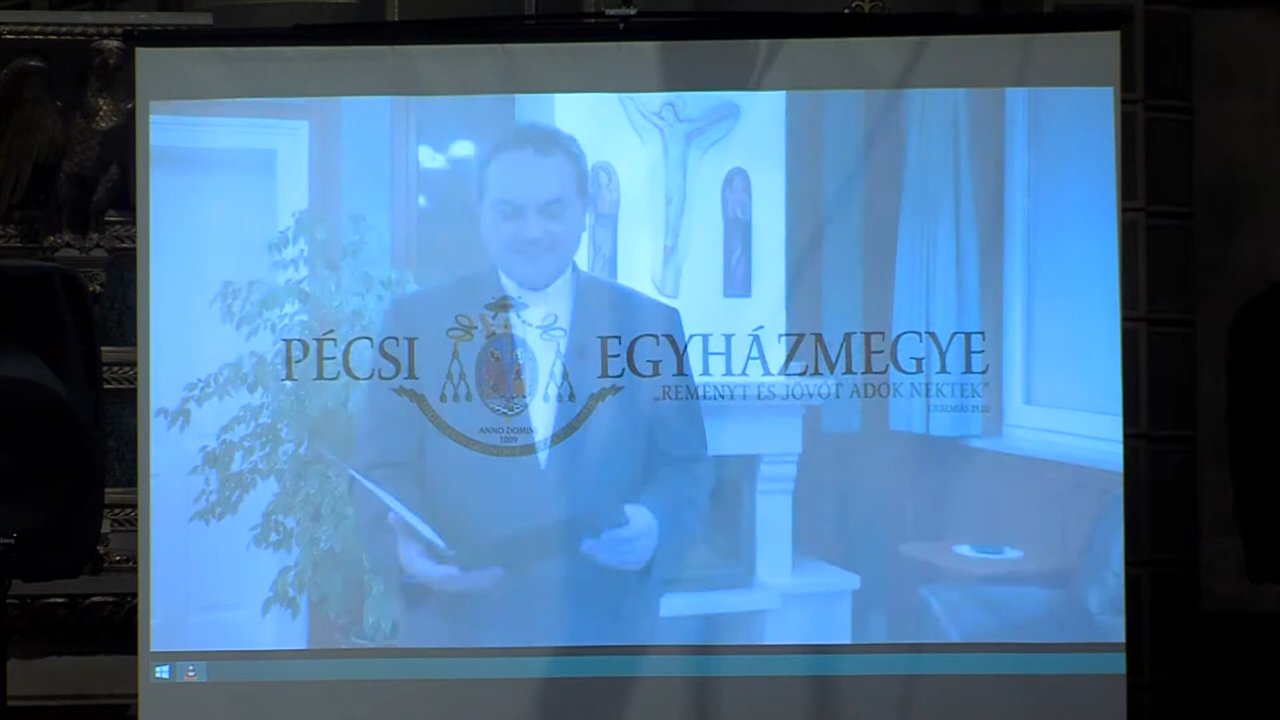 PÉCSI EGYHÁZMEGYE
„REMÉNYT ÉS JÖVŐT ADOK NEKTEK”
ANNO DOMINI
1009